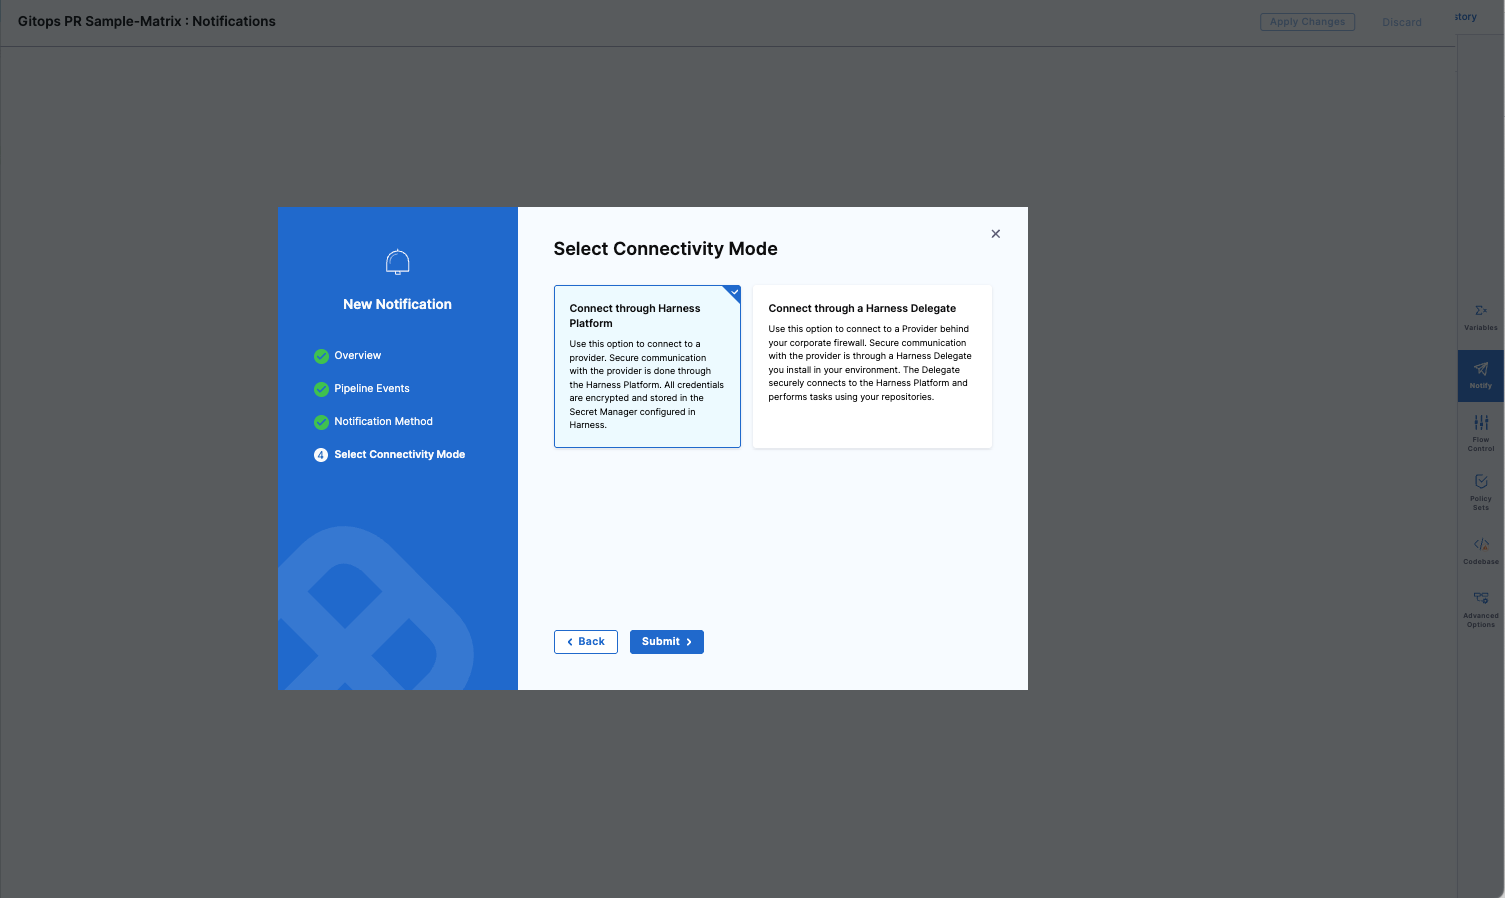 Gitops PR Sample-Matrix : Notifications
Apply Changes
Discard
story
New Notification
Overview
Pipeline Events
Notification Method
4 Select Connectivity Mode
Select Connectivity Mode
Connect through Harness
Platform
Use this option to connect to a
provider. Secure communication
with the provider is done through
the Harness Platform. All credentials
are encrypted and stored in the
Secret Manager configured in
Harness.
Connect through a Harness Delegate
Use this option to connect to a Provider behind
your corporate firewall. Secure communication
with the provider is through a Harness Delegate
you install in your environment. The Delegate
securely connects to the Harness Platform and
performs tasks using your repositories.
Back
Submit
Variables
Notify
Flow
Control
Policy
Sets
Codebase
Advanced
Options